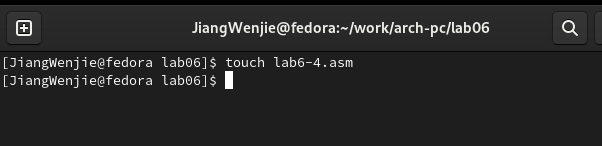 JiangWenjie@fedora:~/work/arch-pc/lab06
[JiangWenjie@fedora lab06]$ touch lab6-4.asm
[JiangWenjie@fedora lab06]$